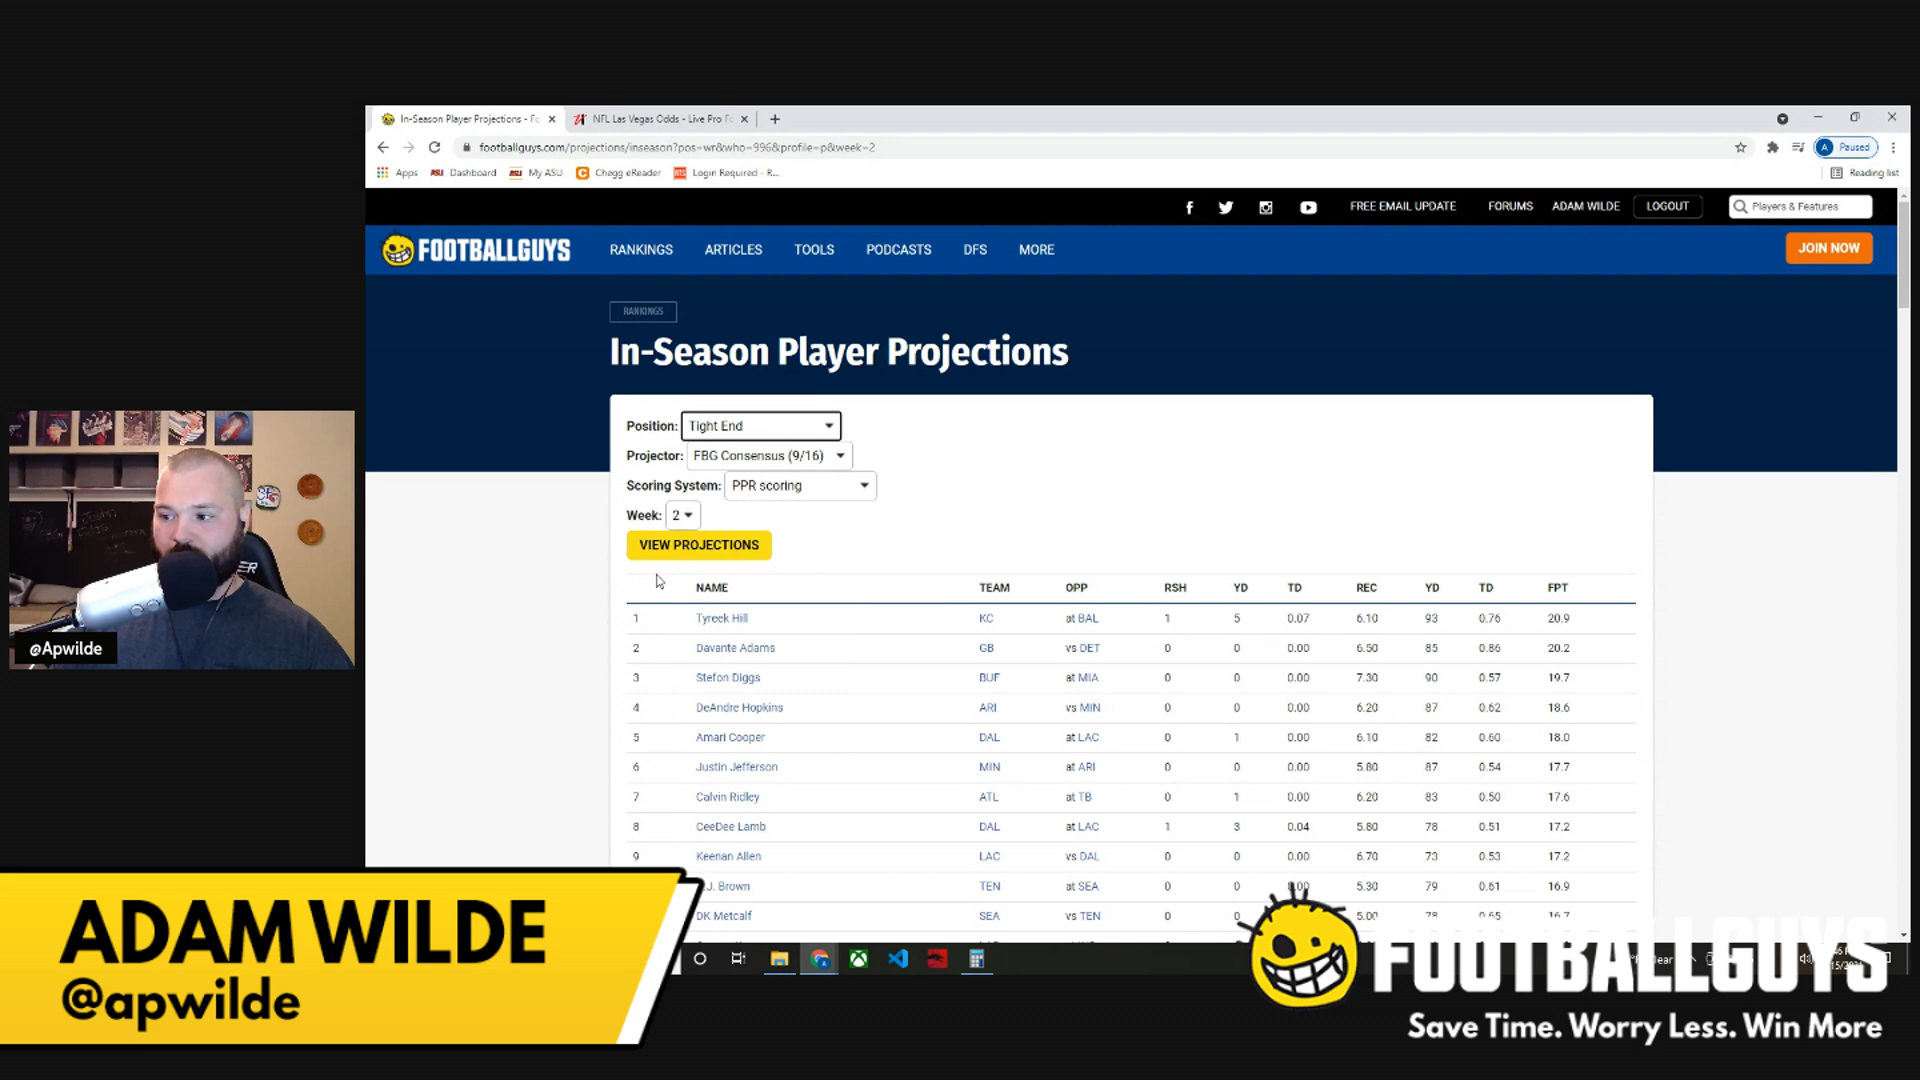 In-Season Player Projections - Fo
NFL Las Vegas Odds - Live Pro Fo
footballguys.com/projections/inseason?pos=wr&who=996&profile=p&week=2
A Paused
Apps Dashboard My ASU Chegg eReader Login Required - R...
Reading list
FREE EMAIL UPDATE FORUMS ADAM WILDE LOGOUT Players & Features
FOOTBALLGUYS RANKINGS ARTICLES TOOLS PODCASTS DFS MORE JOIN NOW
RANKINGS
In-Season Player Projections
Position: Tight End
Projector: FBG Consensus (9/16)
Scoring System: PPR scoring
Week: 2
VIEW PROJECTIONS
NAME TEAM OPP RSH YD TD REC YD TD FPT
1 Tyreek Hill KC at BAL 1 5 0.07 6.10 93 0.76 20.9
2 Davante Adams GB vs DET 0 0 0.00 6.50 85 0.86 20.2
3 Stefon Diggs BUF at MIA 0 0 0.00 7.30 90 0.57 19.7
4 DeAndre Hopkins ARI vs MIN 0 0 0.00 6.20 87 0.62 18.6
5 Amari Cooper DAL at LAC 0 1 0.00 6.10 82 0.60 18.0
6 Justin Jefferson MIN at ARI 0 0 0.00 5.80 87 0.54 17.7
7 Calvin Ridley ATL at TB 0 1 0.00 6.20 83 0.50 17.6
8 CeeDee Lamb DAL at LAC 1 3 0.04 5.80 78 0.51 17.2
9 Keenan Allen LAC vs DAL 0 0 0.00 6.70 73 0.53 17.2
.J. Brown TEN at SEA 0 0 0.00 5.30 79 0.61 16.9
DK Metcalf SEA vs TEN 0 0 5.00 78 0.65 16.7
@Apwilde
ADAM WILDE
@apwilde
FOOTBALLGUYS
Save Time. Worry Less. Win More